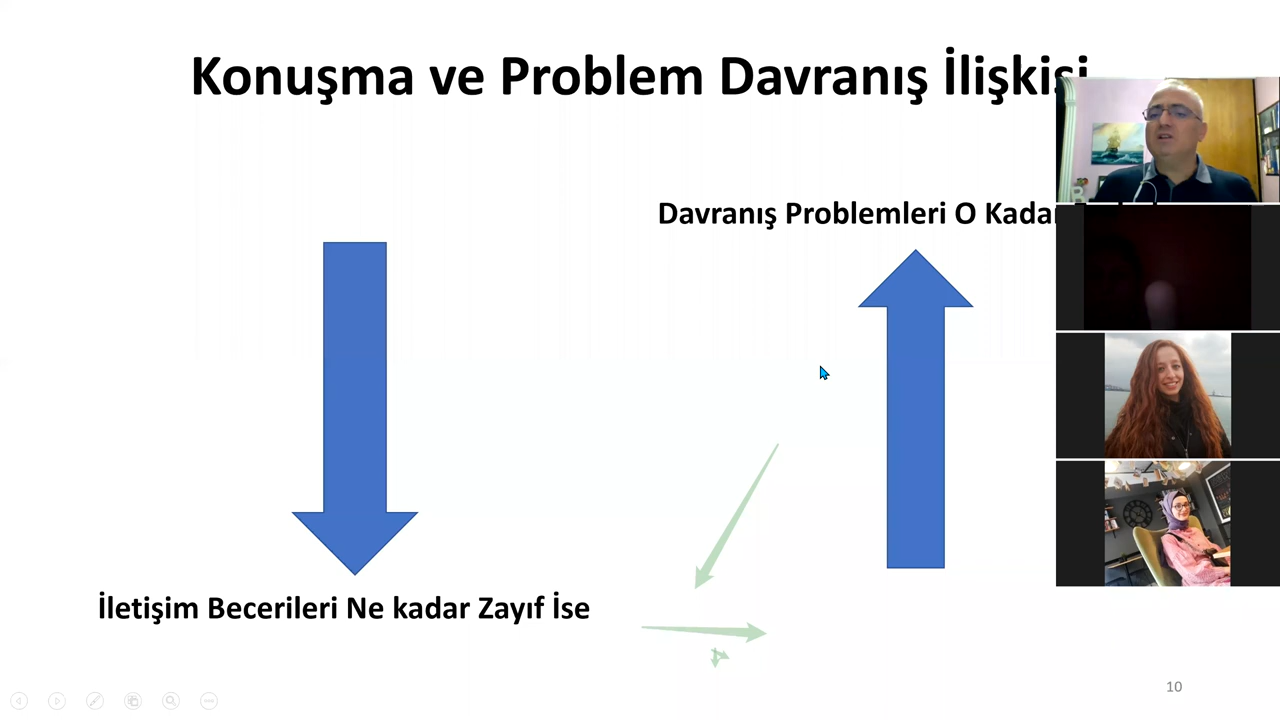 Konuşma ve Problem Davranış İlişkisi
Davranış Problemleri O Kadar
İletişim Becerileri Ne kadar Zayıf İse
10